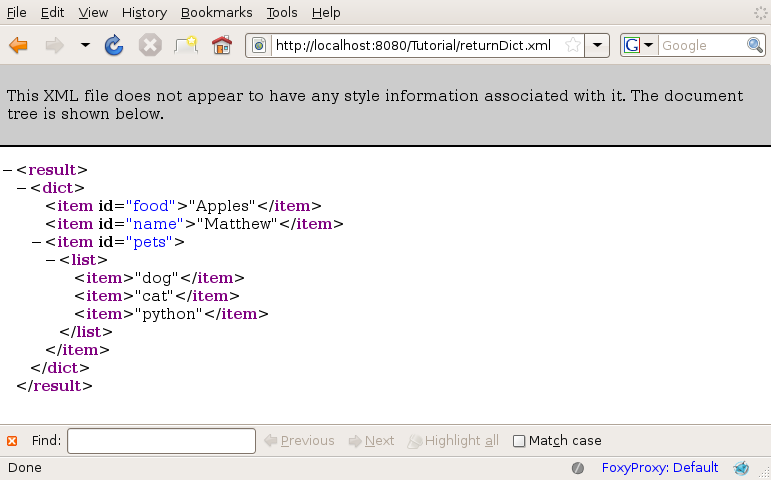 File Edit View History Bookmarks Tools Help
http://localhost:8080/Tutorial/returnDict.xml G Google
This XML file does not appear to have any style information associated with it. The document
tree is shown below.
−<result>
−<dict>
<item id="food">"Apples"</item>
<item id="name">"Matthew"</item>
−<item id="pets">
−<list>
<item>"dog"</item>
<item>"cat"</item>
<item>"python"</item>
</list>
</item>
</dict>
</result>
Find: Previous Next Highlight all Match case
Done FoxyProxy: Default